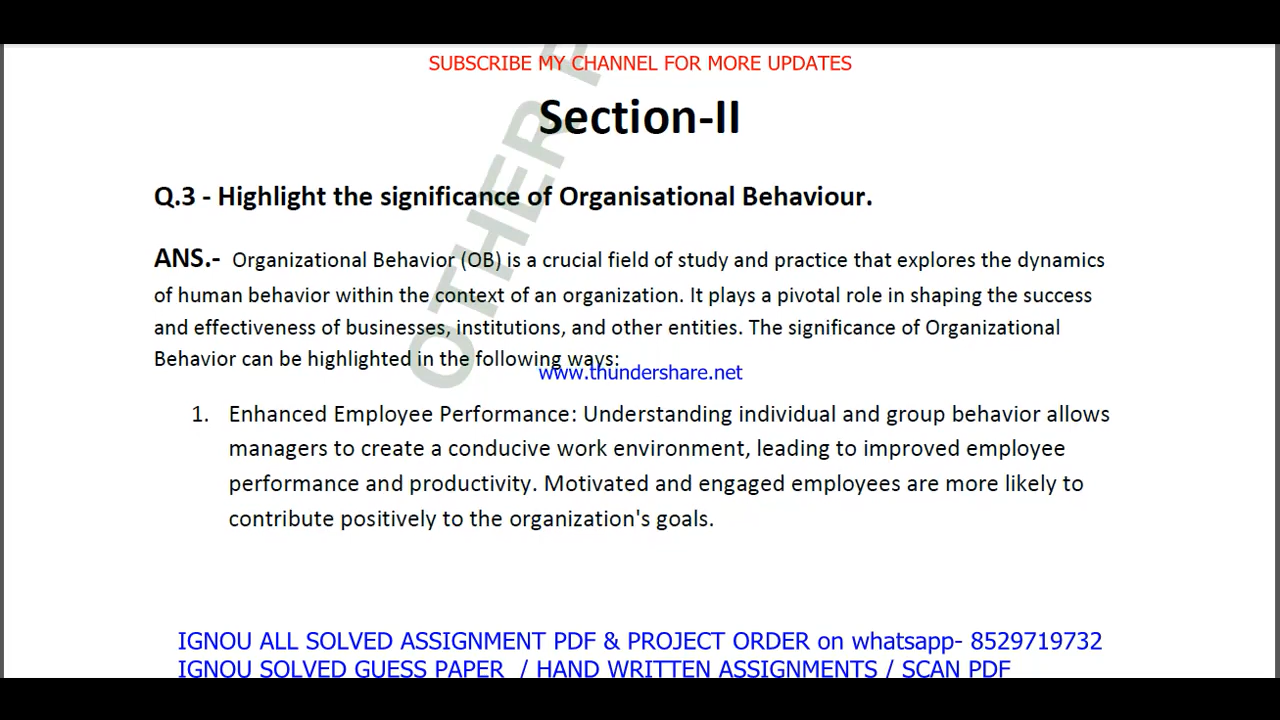 SUBSCRIBE MY CHANNEL FOR MORE UPDATES
Section-II
Q.3 - Highlight the significance of Organisational Behaviour.
ANS.- Organizational Behavior (OB) is a crucial field of study and practice that explores the dynamics
of human behavior within the context of an organization. It plays a pivotal role in shaping the success
and effectiveness of businesses, institutions, and other entities. The significance of Organizational
Behavior can be highlighted in the following ways:
www.thundershare.net
1. Enhanced Employee Performance: Understanding individual and group behavior allows
managers to create a conducive work environment, leading to improved employee
performance and productivity. Motivated and engaged employees are more likely to
contribute positively to the organization's goals.
OTHER
IGNOU ALL SOLVED ASSIGNMENT PDF & PROJECT ORDER on whatsapp- 8529719732
IGNOU SOLVED GUESS PAPER / HAND WRITTEN ASSIGNMENTS / SCAN PDF